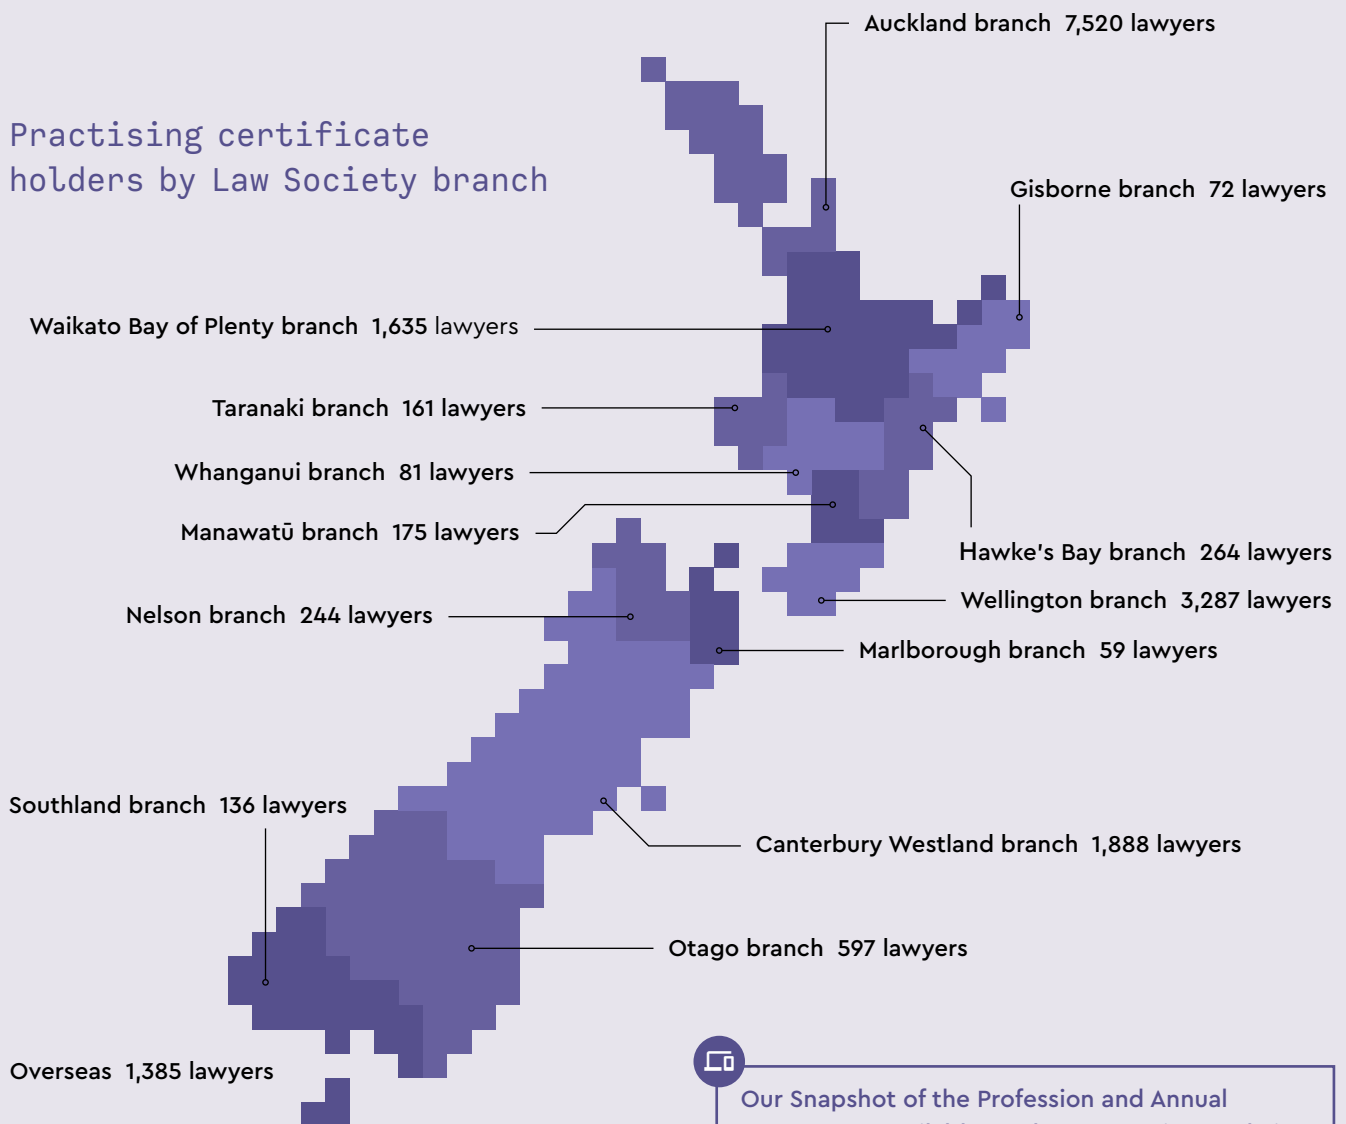 Auckland branch 7,520 lawyers
Practising certificate
holders by Law Society branch
Gisborne branch 72 lawyers
Waikato Bay of Plenty branch 1,635 lawyers
Taranaki branch 161 lawyers
Whanganui branch 81 lawyers
Manawatū branch 175 lawyers
Hawke's Bay branch 264 lawyers
Wellington branch 3,287 lawyers
Nelson branch 244 lawyers
Marlborough branch 59 lawyers
Southland branch 136 lawyers
Canterbury Westland branch 1,888 lawyers
Otago branch 597 lawyers
Overseas 1,385 lawyers
Our Snapshot of the Profession and Annual